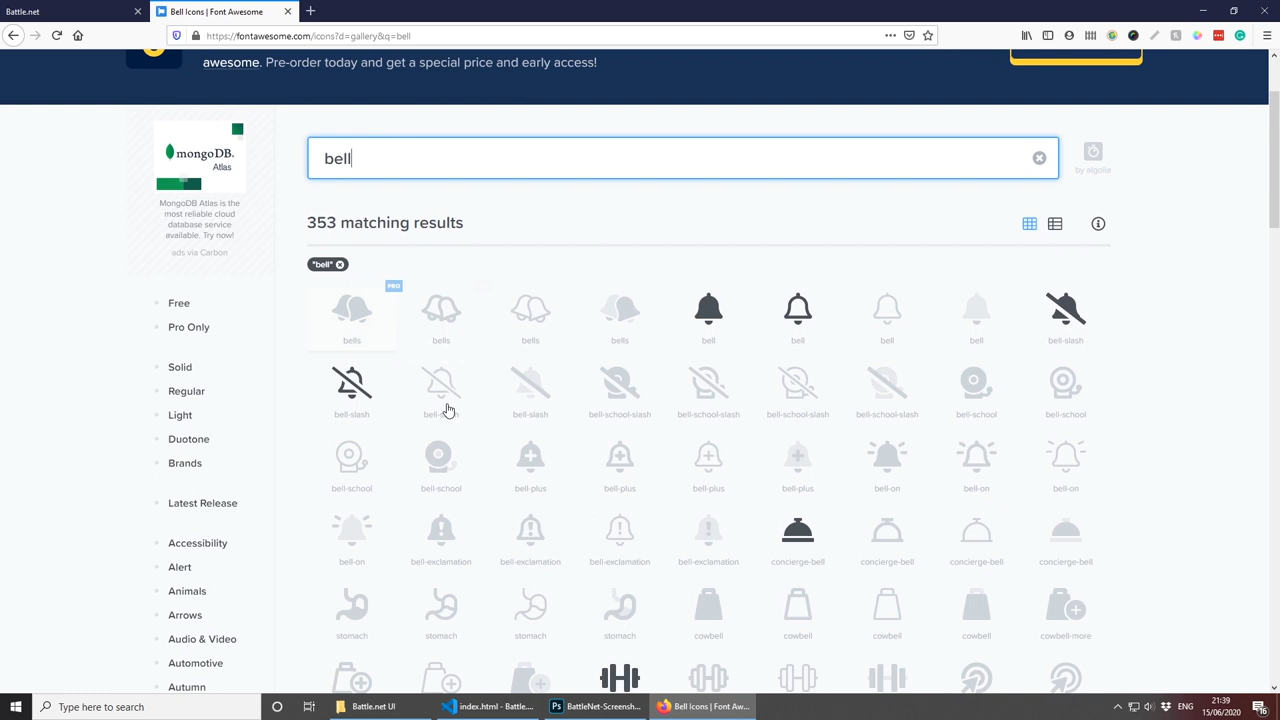 Battle.net
Bell Icons | Font Awesome
https://fontawesome.com/icons?d=gallery&q=bell
awesome. Pre-order today and get a special price and early access!
mongoDB.
Atlas
MongoDB Atlas is the
most reliable cloud
database service
available. Try now!
ads via Carbon
bell
by algolia
353 matching results
"bell"
PRO
bells bells bells bells bell bell bell bell bell-slash
bell-slash bell-slash bell-slash bell-school-slash bell-school-slash bell-school-slash bell-school-slash bell-school bell-school
bell-school bell-school bell-plus bell-plus bell-plus bell-plus bell-on bell-on bell-on
bell-on bell-exclamation bell-exclamation bell-exclamation bell-exclamation concierge-bell concierge-bell concierge-bell concierge-bell
stomach stomach stomach stomach cowbell cowbell cowbell cowbell cowbell-more
Free
Pro Only
Solid
Regular
Light
Duotone
Brands
Latest Release
Accessibility
Alert
Animals
Arrows
Audio & Video
Automotive
Autumn
Type here to search
Battle.net UI
index.html - Battle....
Ps
BattleNet-Screensh...
Bell Icons | Font Aw...
ENG
21:39
15/06/2020
16